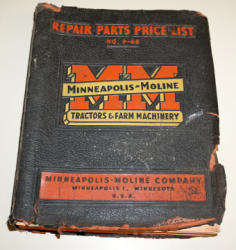 REPAIR PARTS PRICE LIST
NO. P-48
MM
MINNEAPOLIS-MOLINE
TRACTORS & FARM MACHINERY
MINNEAPOLIS-MOLINE COMPANY
MINNEAPOLIS 1, MINNESOTA
U.S.A.